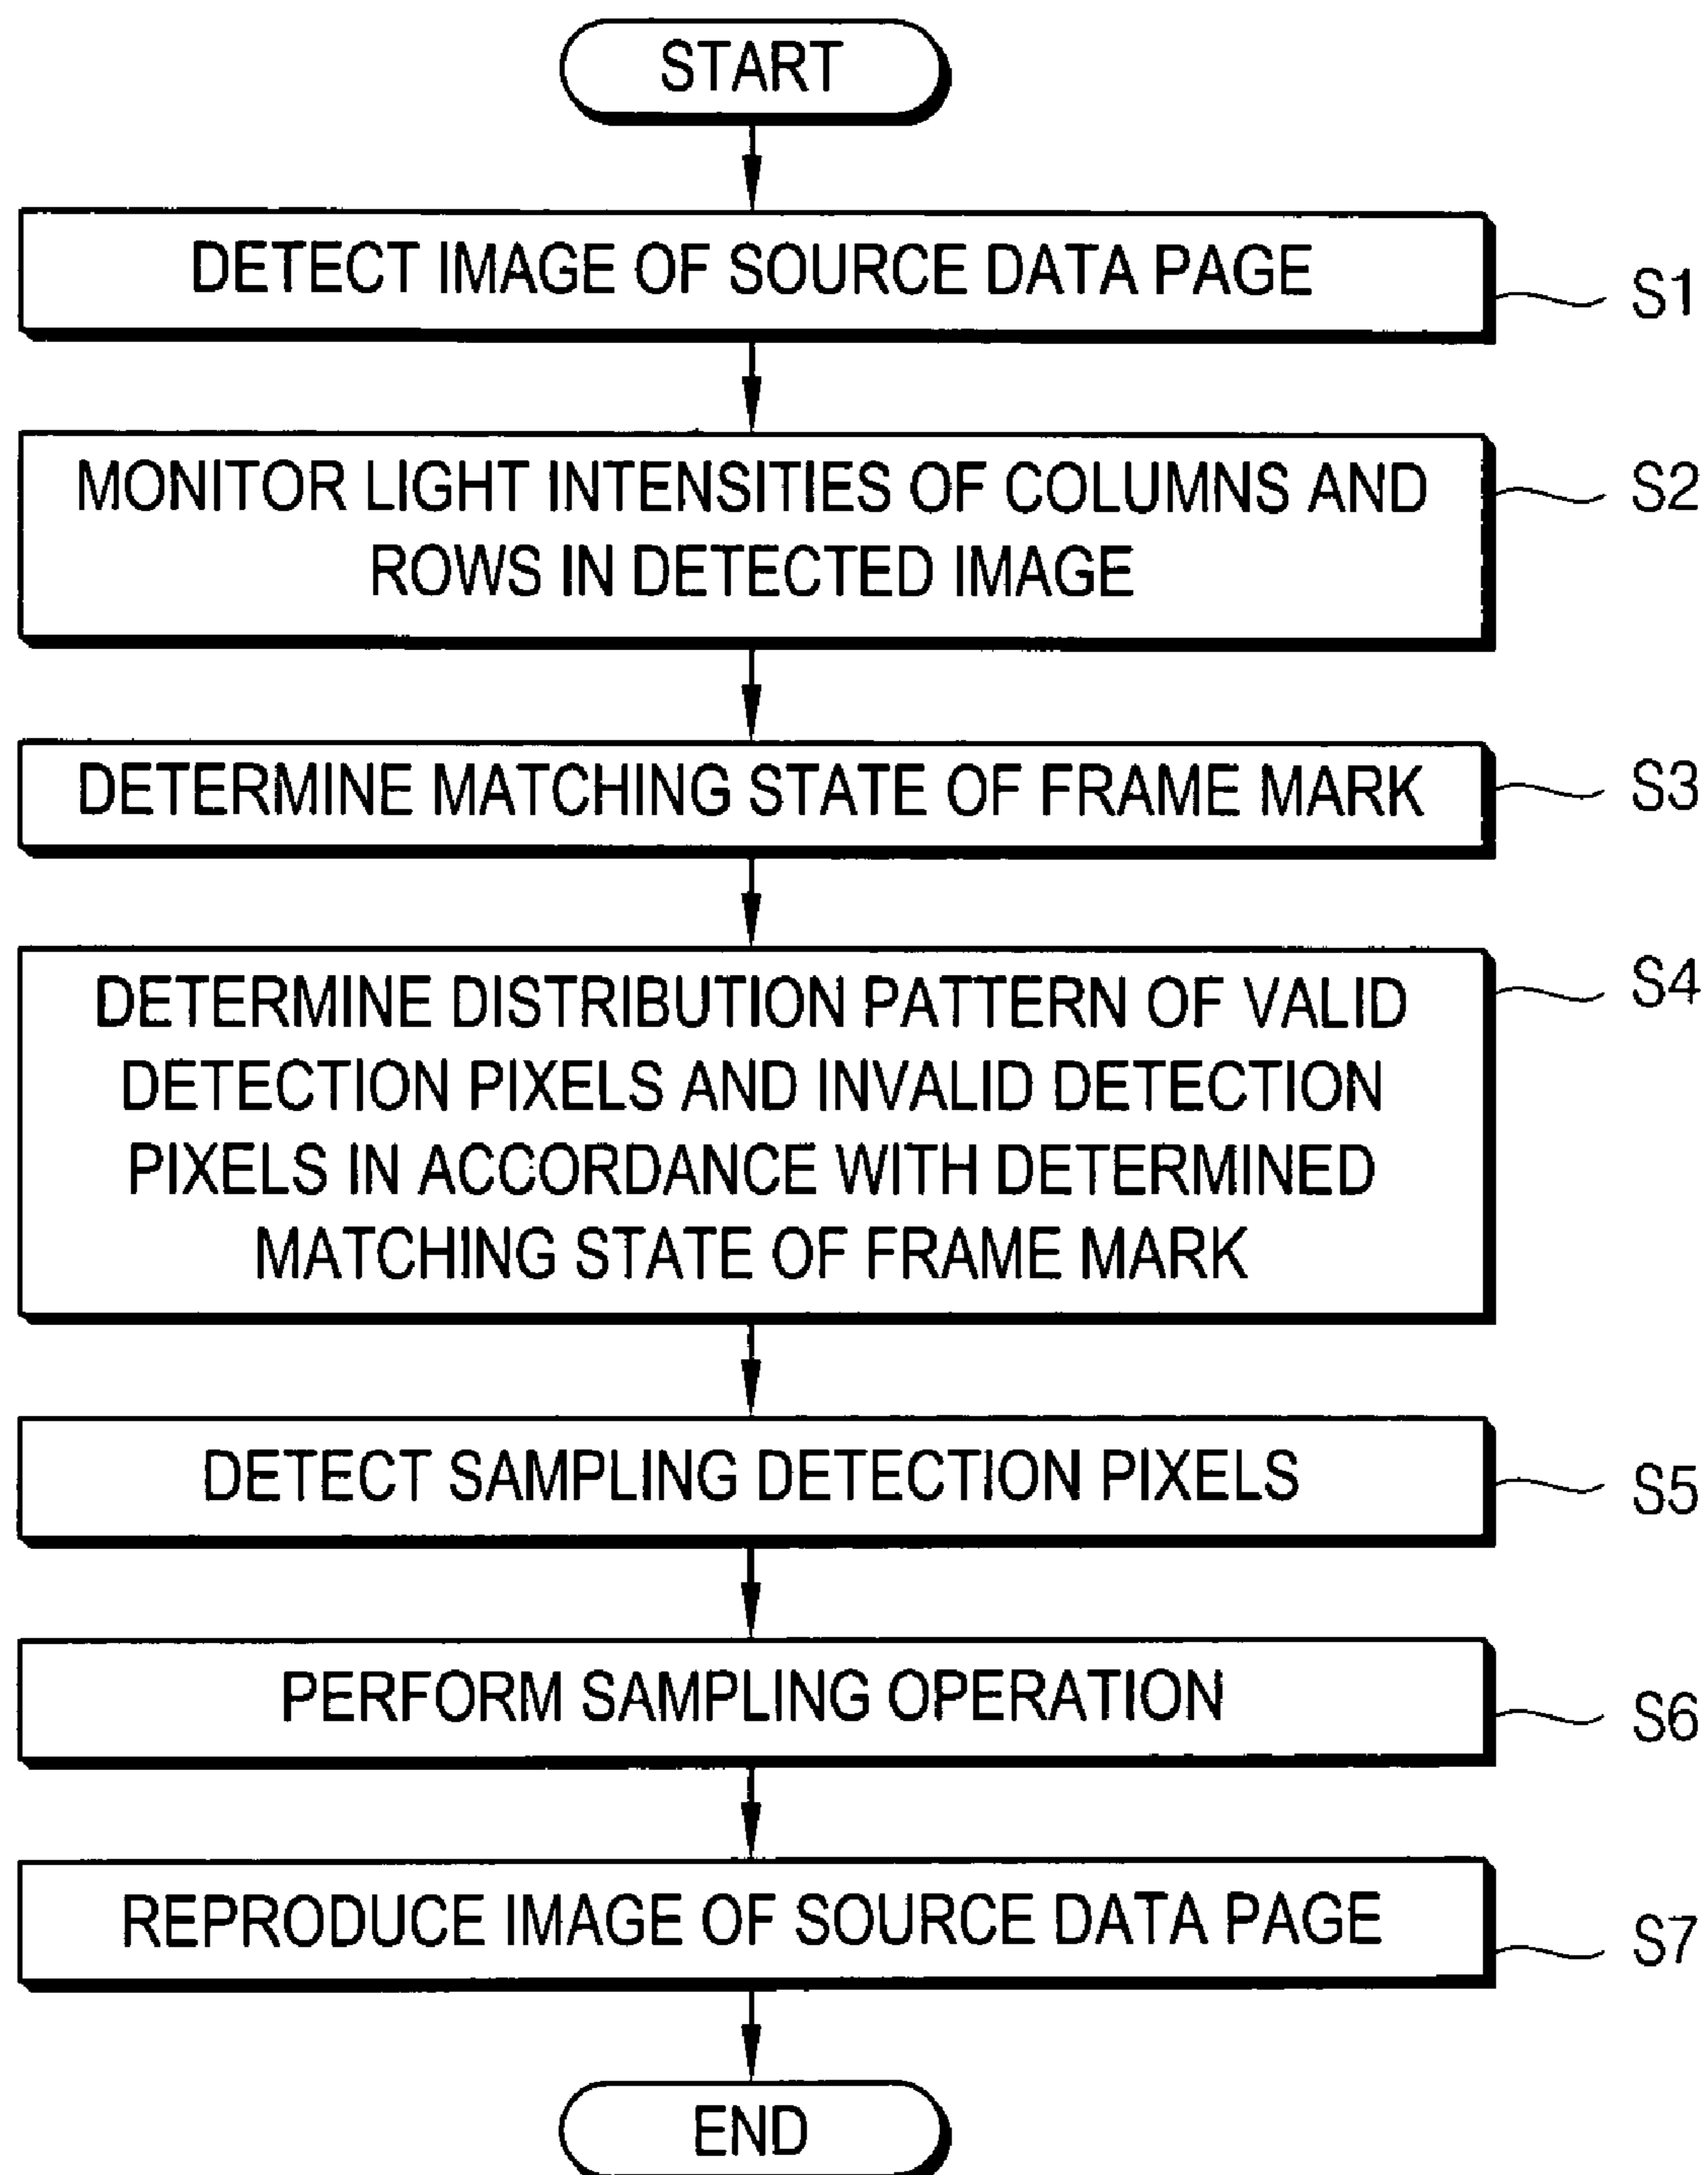 START
DETECT IMAGE OF SOURCE DATA PAGE
S1
MONITOR LIGHT INTENSITIES OF COLUMNS AND
ROWS IN DETECTED IMAGE
S2
DETERMINE MATCHING STATE OF FRAME MARK
S3
DETERMINE DISTRIBUTION PATTERN OF VALID
DETECTION PIXELS AND INVALID DETECTION
PIXELS IN ACCORDANCE WITH DETERMINED
MATCHING STATE OF FRAME MARK
S4
DETECT SAMPLING DETECTION PIXELS
S5
PERFORM SAMPLING OPERATION
S6
REPRODUCE IMAGE OF SOURCE DATA PAGE
S7
END